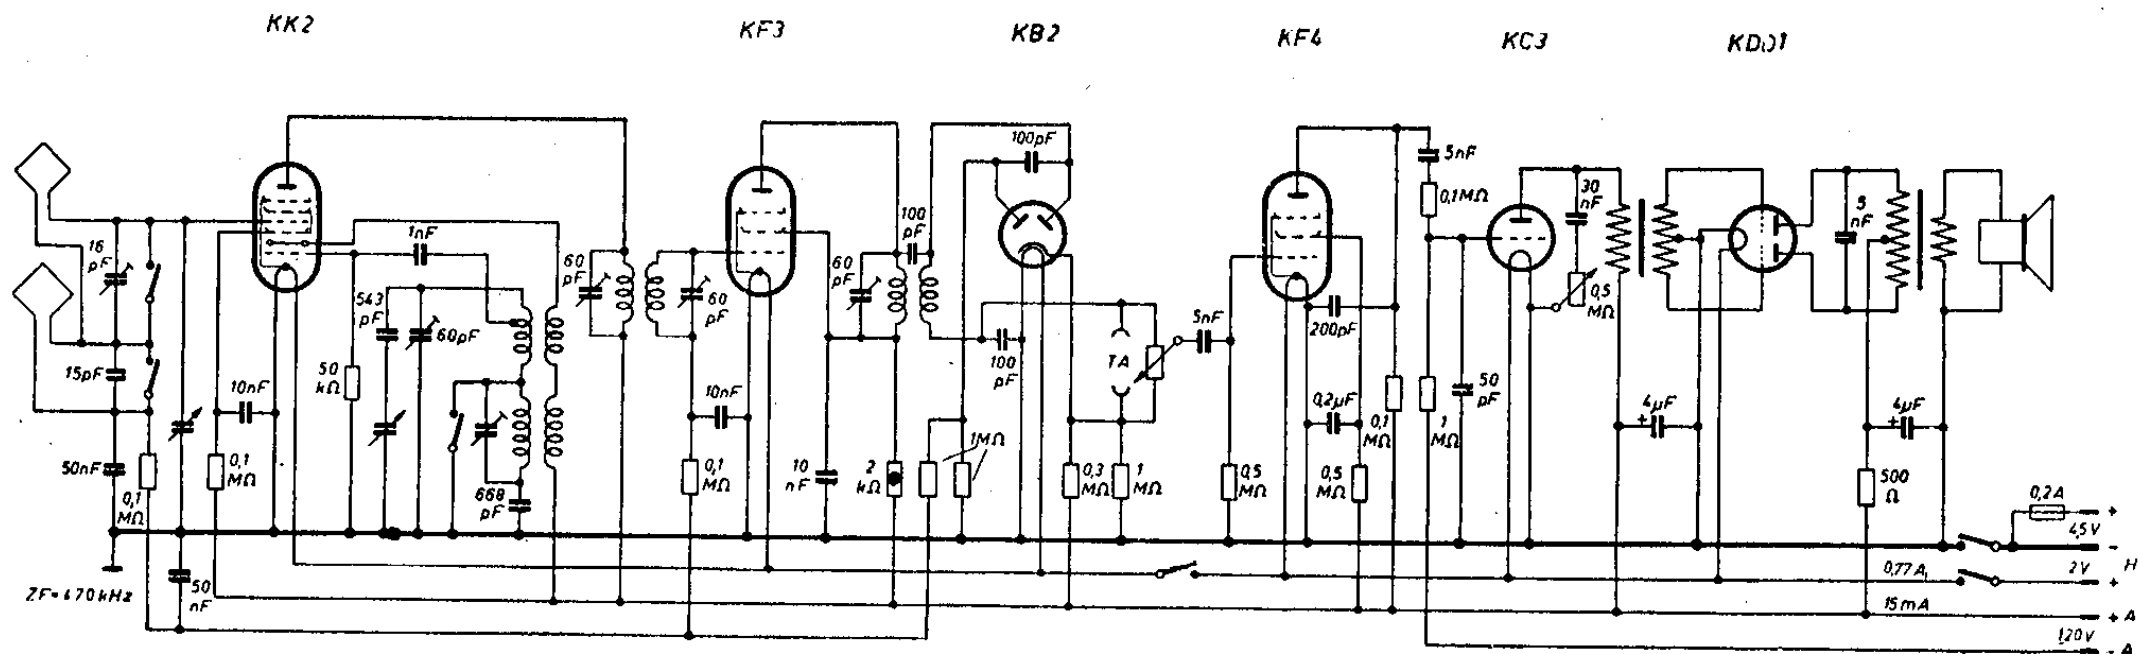 KK2
KF3
KB2
KF4
KC3
KDD1
16
pF
15pF
50nF
0,1
MΩ
50
nF
ZF=470kHz
10nF
0,1
MΩ
1nF
50
kΩ
543
pF
60pF
668
pF
60
pF
60
pF
10nF
0,1
MΩ
60
pF
100
pF
10
nF
2
kΩ
1MΩ
100pF
100
pF
TA
0,3
MΩ
1
MΩ
5nF
0,5
MΩ
200pF
0,2µF
0,5
MΩ
0,1
MΩ
5nF
0,1MΩ
1
MΩ
50
pF
30
nF
0,5
MΩ
4µF
+
5
nF
4µF
+
500
Ω
0,2A
+
4,5V
-
H
0,77A
2V
+
15mA
+ A
120V
- A